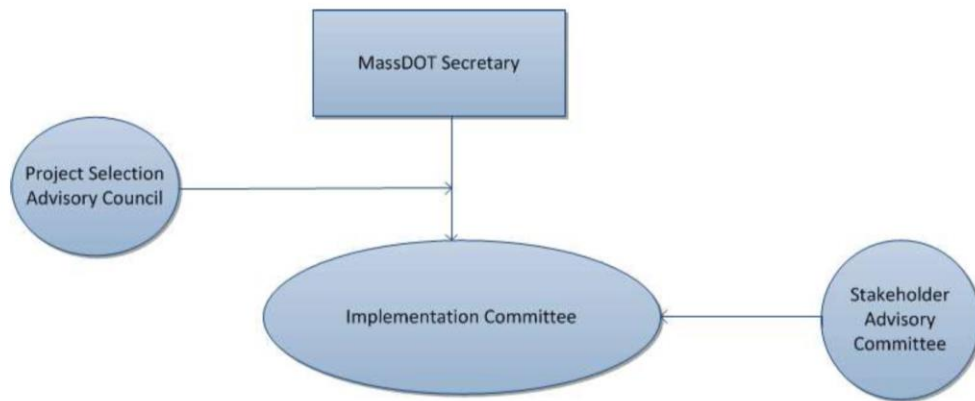 MassDOT Secretary
Project Selection
Advisory Council
Implementation Committee
Stakeholder
Advisory
Committee